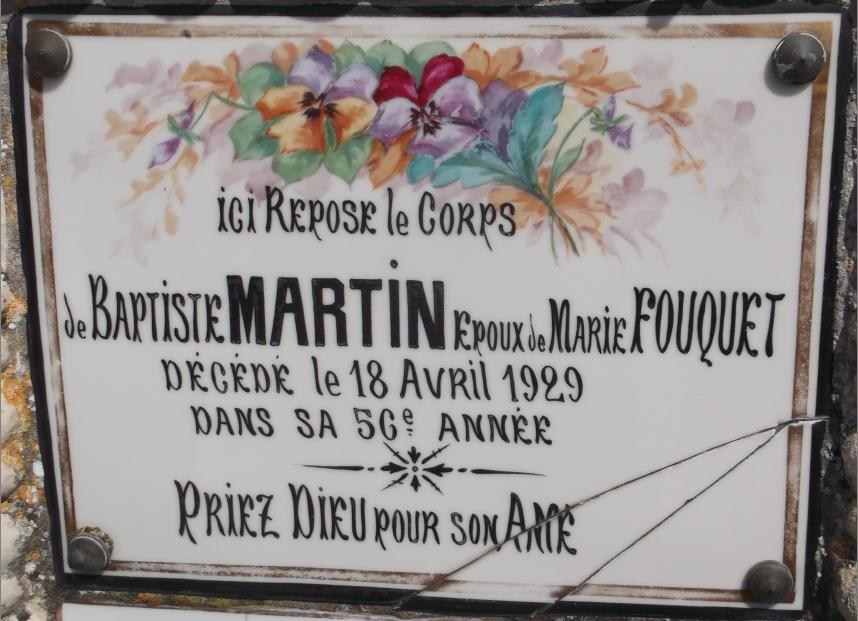 iCi REPOSE le CORPS
de BAPTiSTE MARTiN EPOUX de MARiE FOUQUET
DÉCÉDÉ le 18 AVRil 1929
DANS SA 56e ANNÉE
PRiEZ DiEU POUR SON AME